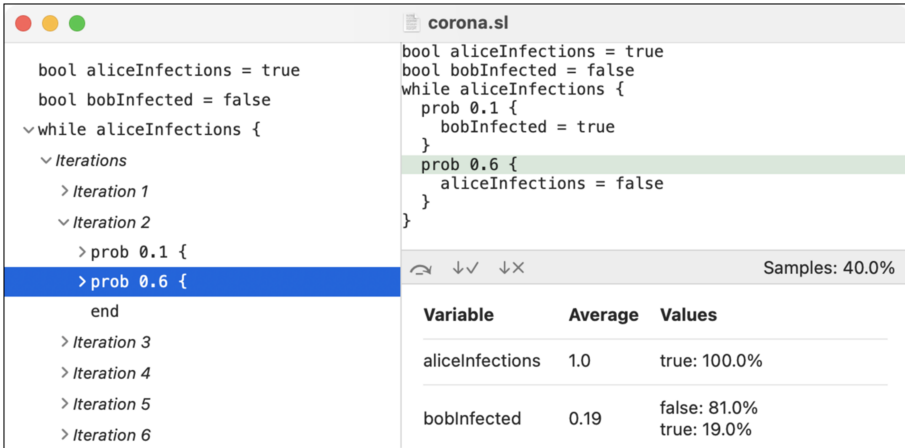 corona.sl
bool aliceInfections = true
bool bobInfected = false
while aliceInfections {
Iterations
Iteration 1
Iteration 2
prob 0.1 {
prob 0.6 {
end
Iteration 3
Iteration 4
Iteration 5
Iteration 6
bool aliceInfections = true
bool bobInfected = false
while aliceInfections {
prob 0.1 {
bobInfected = true
}
prob 0.6 {
aliceInfections = false
}
}
Samples: 40.0%
Variable Average Values
aliceInfections 1.0 true: 100.0%
bobInfected 0.19 false: 81.0%
true: 19.0%